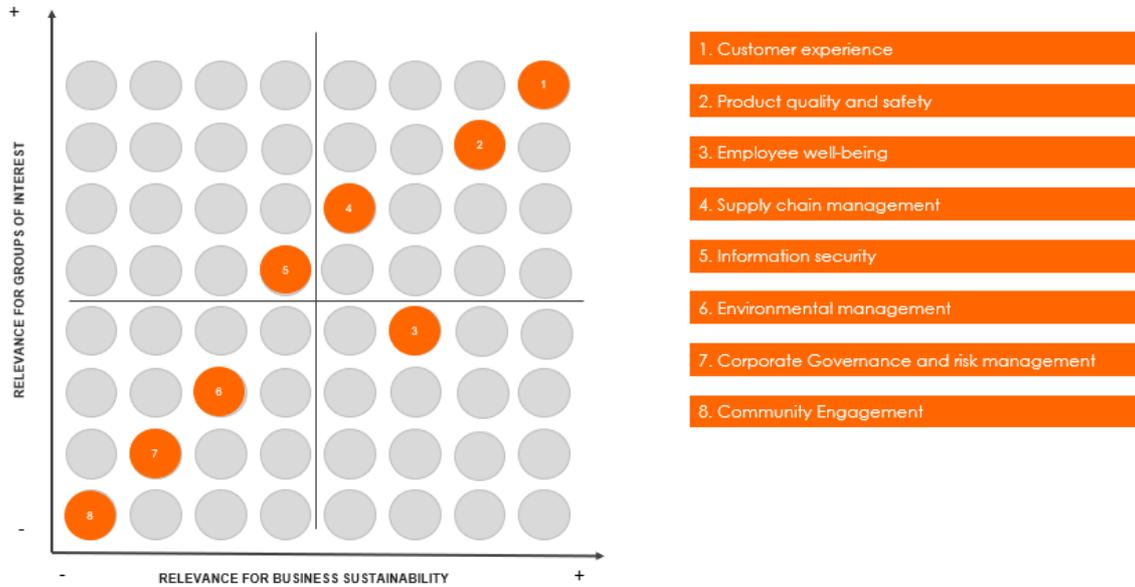 +
RELEVANCE FOR GROUPS OF INTEREST
1
2
4
5
3
6
7
8
-
-
RELEVANCE FOR BUSINESS SUSTAINABILITY
+
1. Customer experience
2. Product quality and safety
3. Employee well-being
4. Supply chain management
5. Information security
6. Environmental management
7. Corporate Governance and risk management
8. Community Engagement